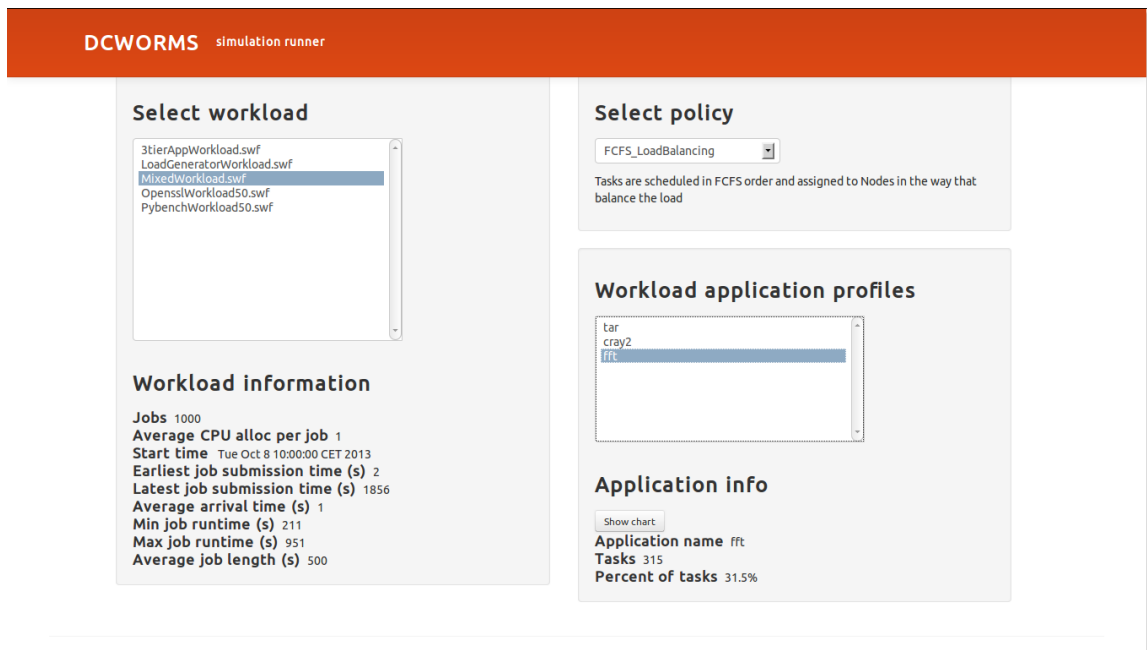 DCWORMS simulation runner
Select workload
3tierAppWorkload.swf
LoadGeneratorWorkload.swf
MixedWorkload.swf
OpensslWorkload50.swf
PybenchWorkload50.swf
Workload information
Jobs 1000
Average CPU alloc per job 1
Start time Tue Oct 8 10:00:00 CET 2013
Earliest job submission time (s) 2
Latest job submission time (s) 1856
Average arrival time (s) 1
Min job runtime (s) 211
Max job runtime (s) 951
Average job length (s) 500
Select policy
FCFS_LoadBalancing
Tasks are scheduled in FCFS order and assigned to Nodes in the way that
balance the load
Workload application profiles
tar
cray2
fft
Application info
Show chart
Application name fft
Tasks 315
Percent of tasks 31.5%